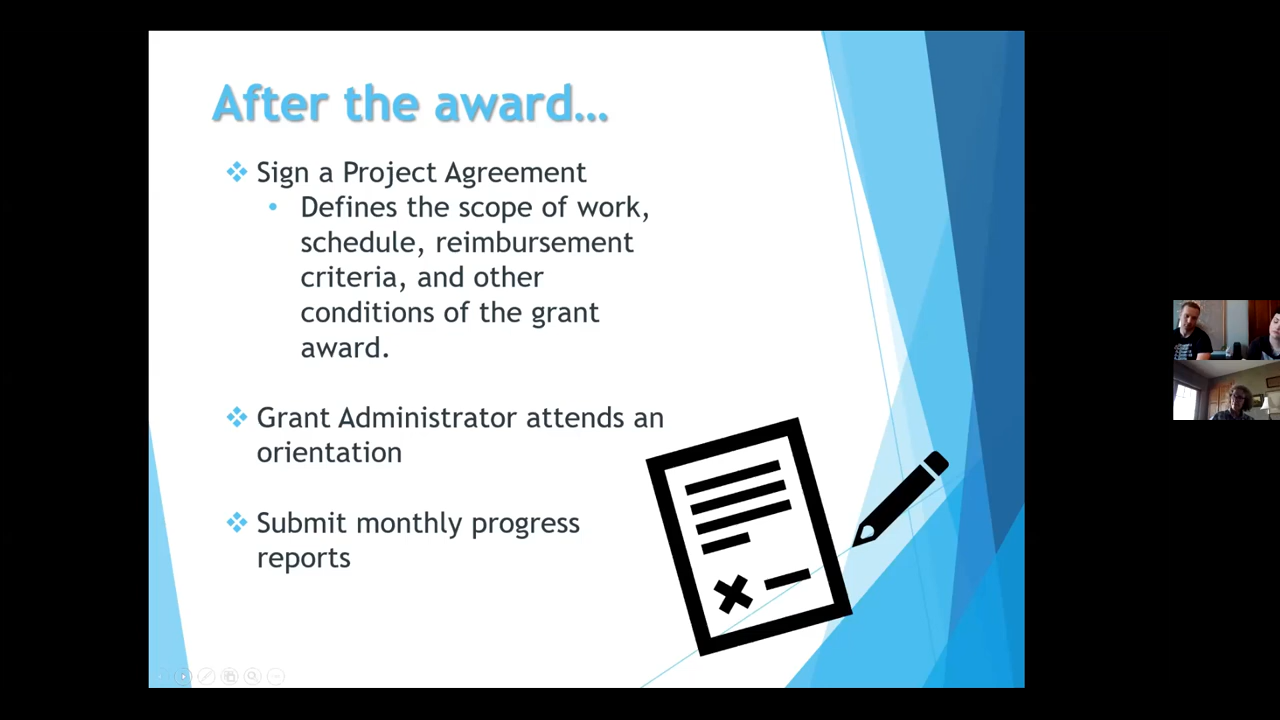 After the award...
Sign a Project Agreement
Defines the scope of work,
schedule, reimbursement
criteria, and other
conditions of the grant
award.
Grant Administrator attends an
orientation
Submit monthly progress
reports